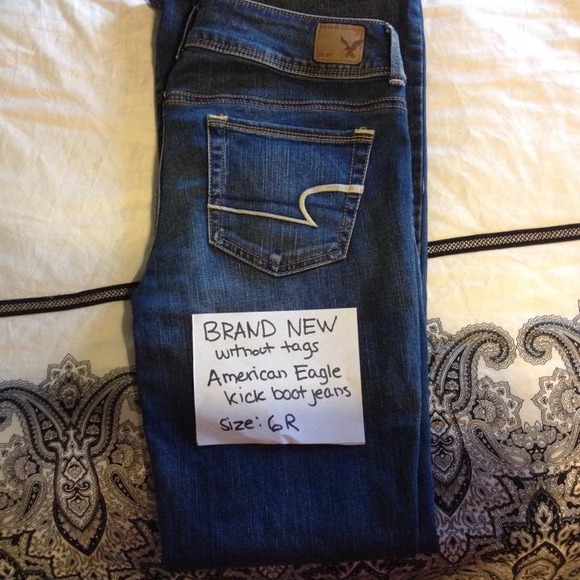 BRAND NEW
without tags
American Eagle
kick boot jeans
size: 6R